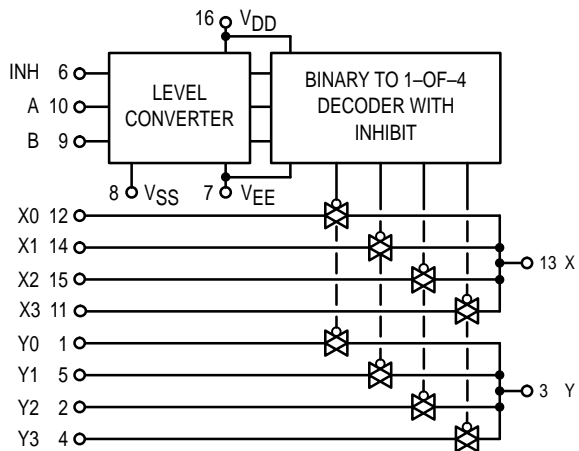 16 VDD
INH 6
A 10
B 9
LEVEL
CONVERTER
BINARY TO 1–OF–4
DECODER WITH
INHIBIT
8 VSS
7 VEE
X0 12
X1 14
X2 15
X3 11
13 X
Y0 1
Y1 5
Y2 2
Y3 4
3 Y